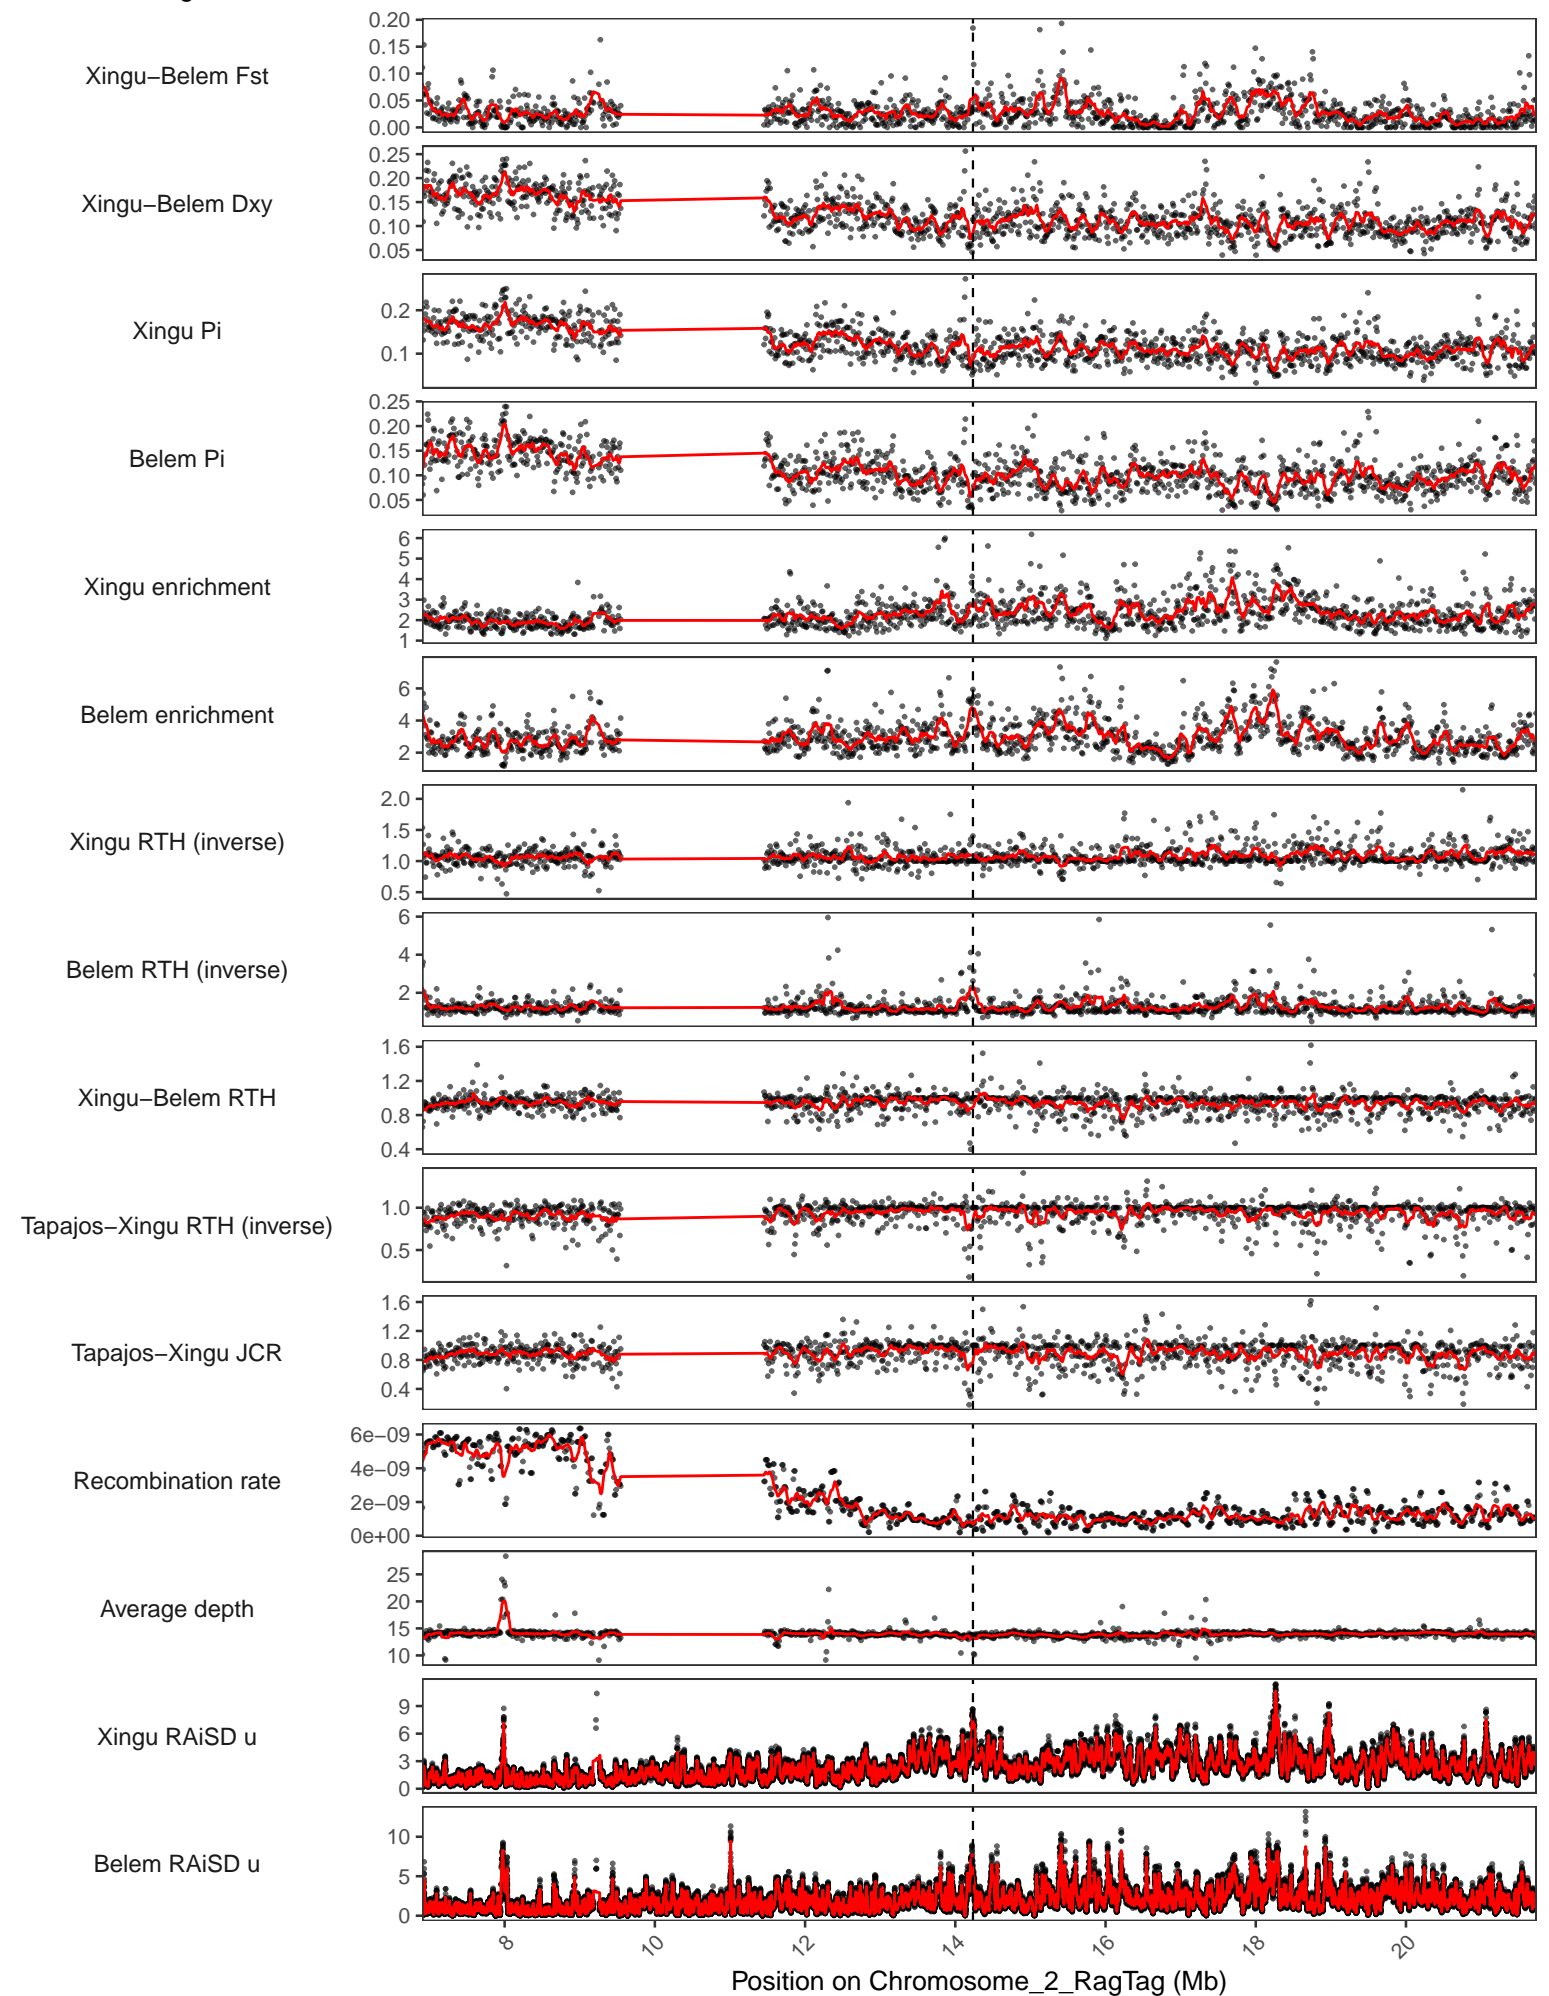 Xingu−Belem Fst
0.20
0.15
0.10
0.05
0.00
Xingu−Belem Dxy
0.25
0.20
0.15
0.10
0.05
Xingu Pi
0.2
0.1
Belem Pi
0.25
0.20
0.15
0.10
0.05
Xingu enrichment
6
5
4
3
2
1
Belem enrichment
6
4
2
Xingu RTH (inverse)
2.0
1.5
1.0
0.5
Belem RTH (inverse)
6
4
2
Xingu−Belem RTH
1.6
1.2
0.8
0.4
Tapajos−Xingu RTH (inverse)
1.0
0.5
Tapajos−Xingu JCR
1.6
1.2
0.8
0.4
Recombination rate
6e−09
4e−09
2e−09
0e+00
Average depth
25
20
15
10
Xingu RAiSD u
9
6
3
0
Belem RAiSD u
10
5
0
8 10 12 14 16 18 20
Position on Chromosome_2_RagTag (Mb)